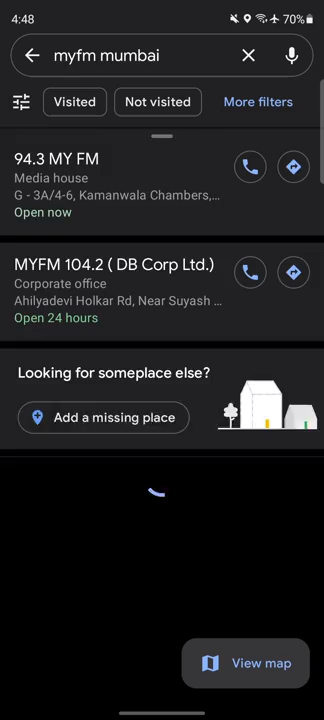 4:48
70%
myfm mumbai
Visited
Not visited
More filters
94.3 MY FM
Media house
G - 3A/4-6, Kamanwala Chambers,...
Open now
MYFM 104.2 ( DB Corp Ltd.)
Corporate office
Ahilyadevi Holkar Rd, Near Suyash ...
Open 24 hours
Looking for someplace else?
Add a missing place
View map